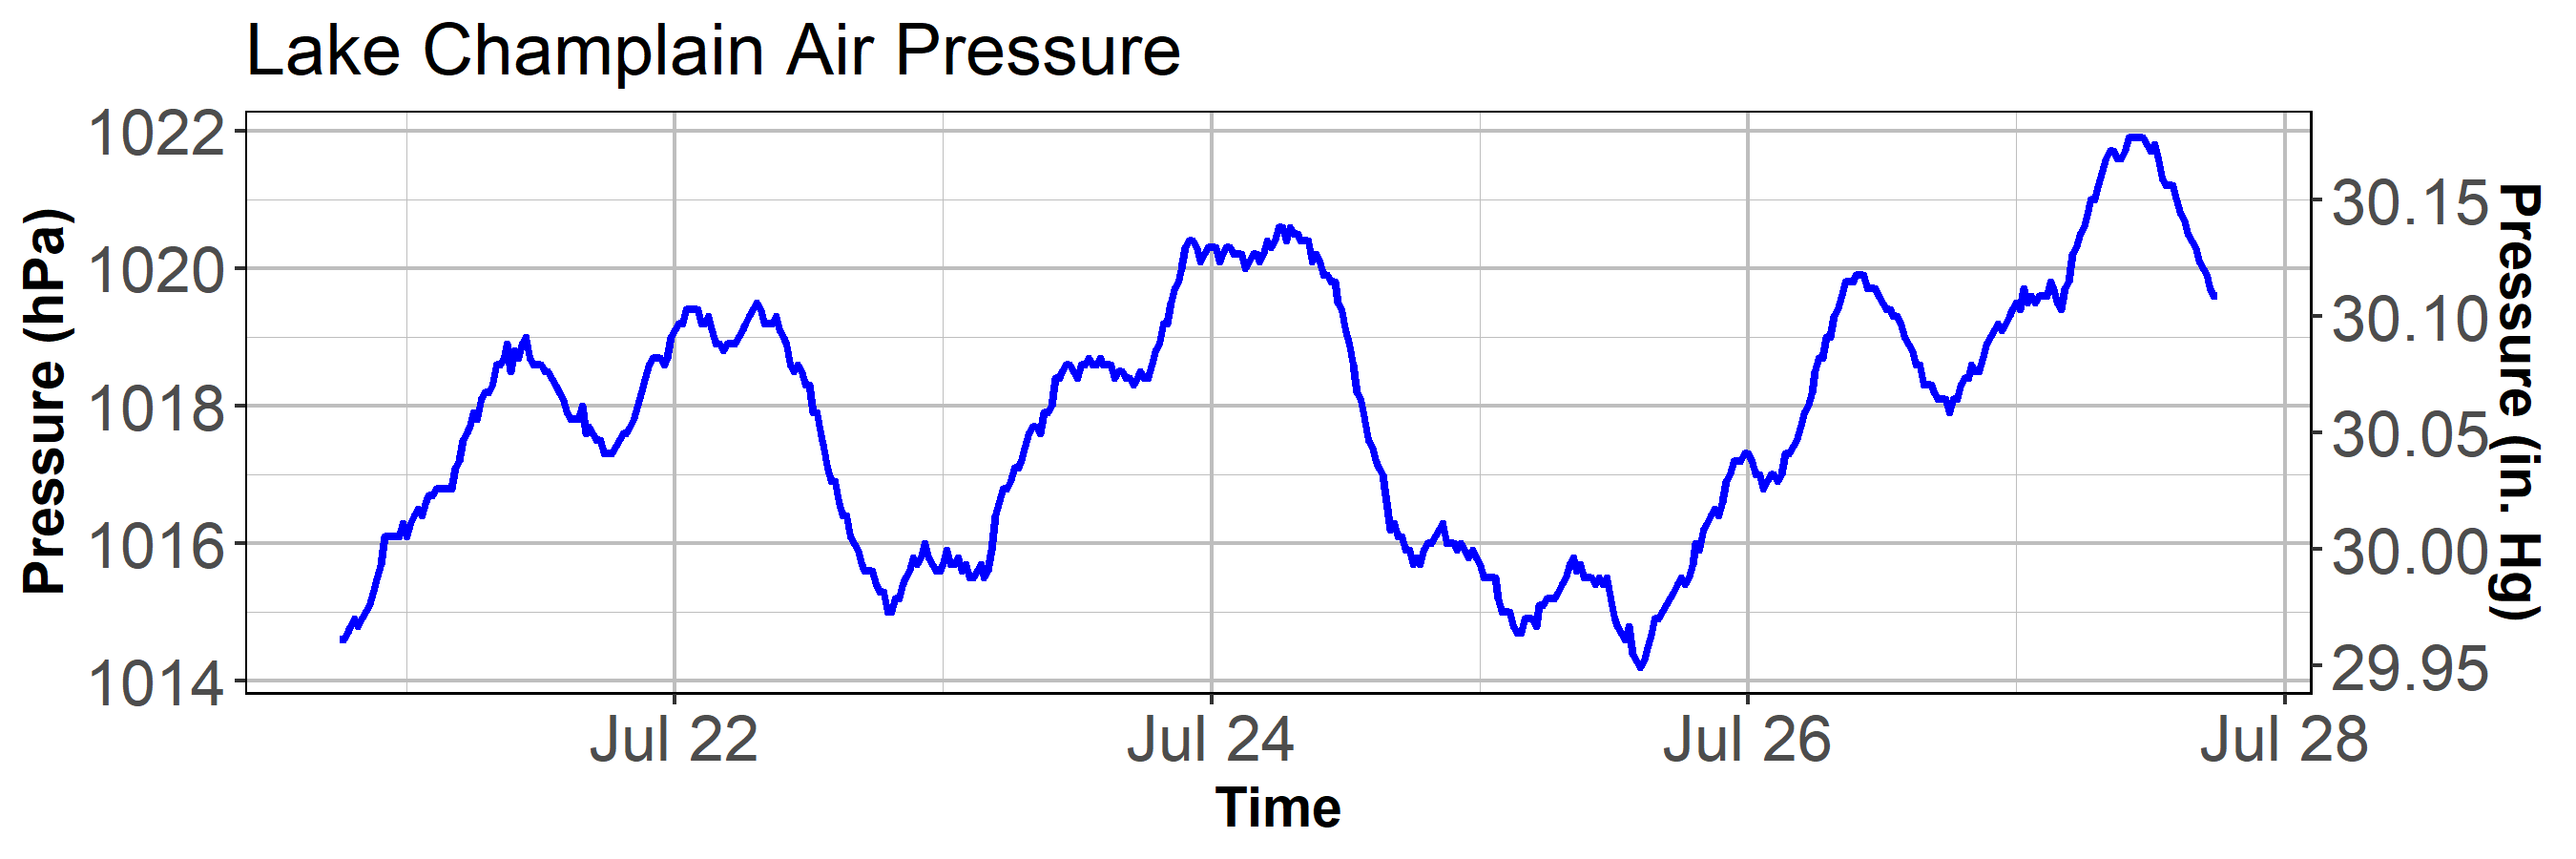 Lake Champlain Air Pressure
Pressure (hPa)
1022
1020
1018
1016
1014
30.15
30.10
30.05
30.00
29.95
Pressure (in. Hg)
Jul 22 Jul 24 Jul 26 Jul 28
Time